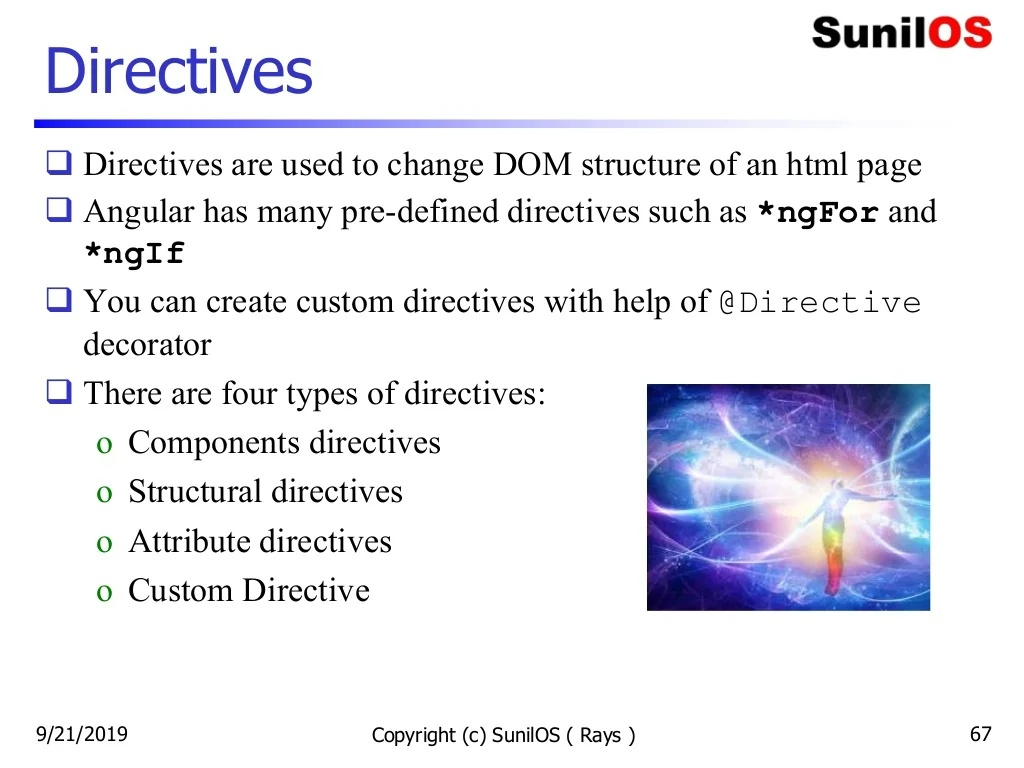 SunilOS
Directives
Directives are used to change DOM structure of an html page
Angular has many pre-defined directives such as *ngFor and
*ngIf
You can create custom directives with help of @Directive
decorator
There are four types of directives:
o Components directives
o Structural directives
o Attribute directives
o Custom Directive
9/21/2019
Copyright (c) SunilOS ( Rays )
67